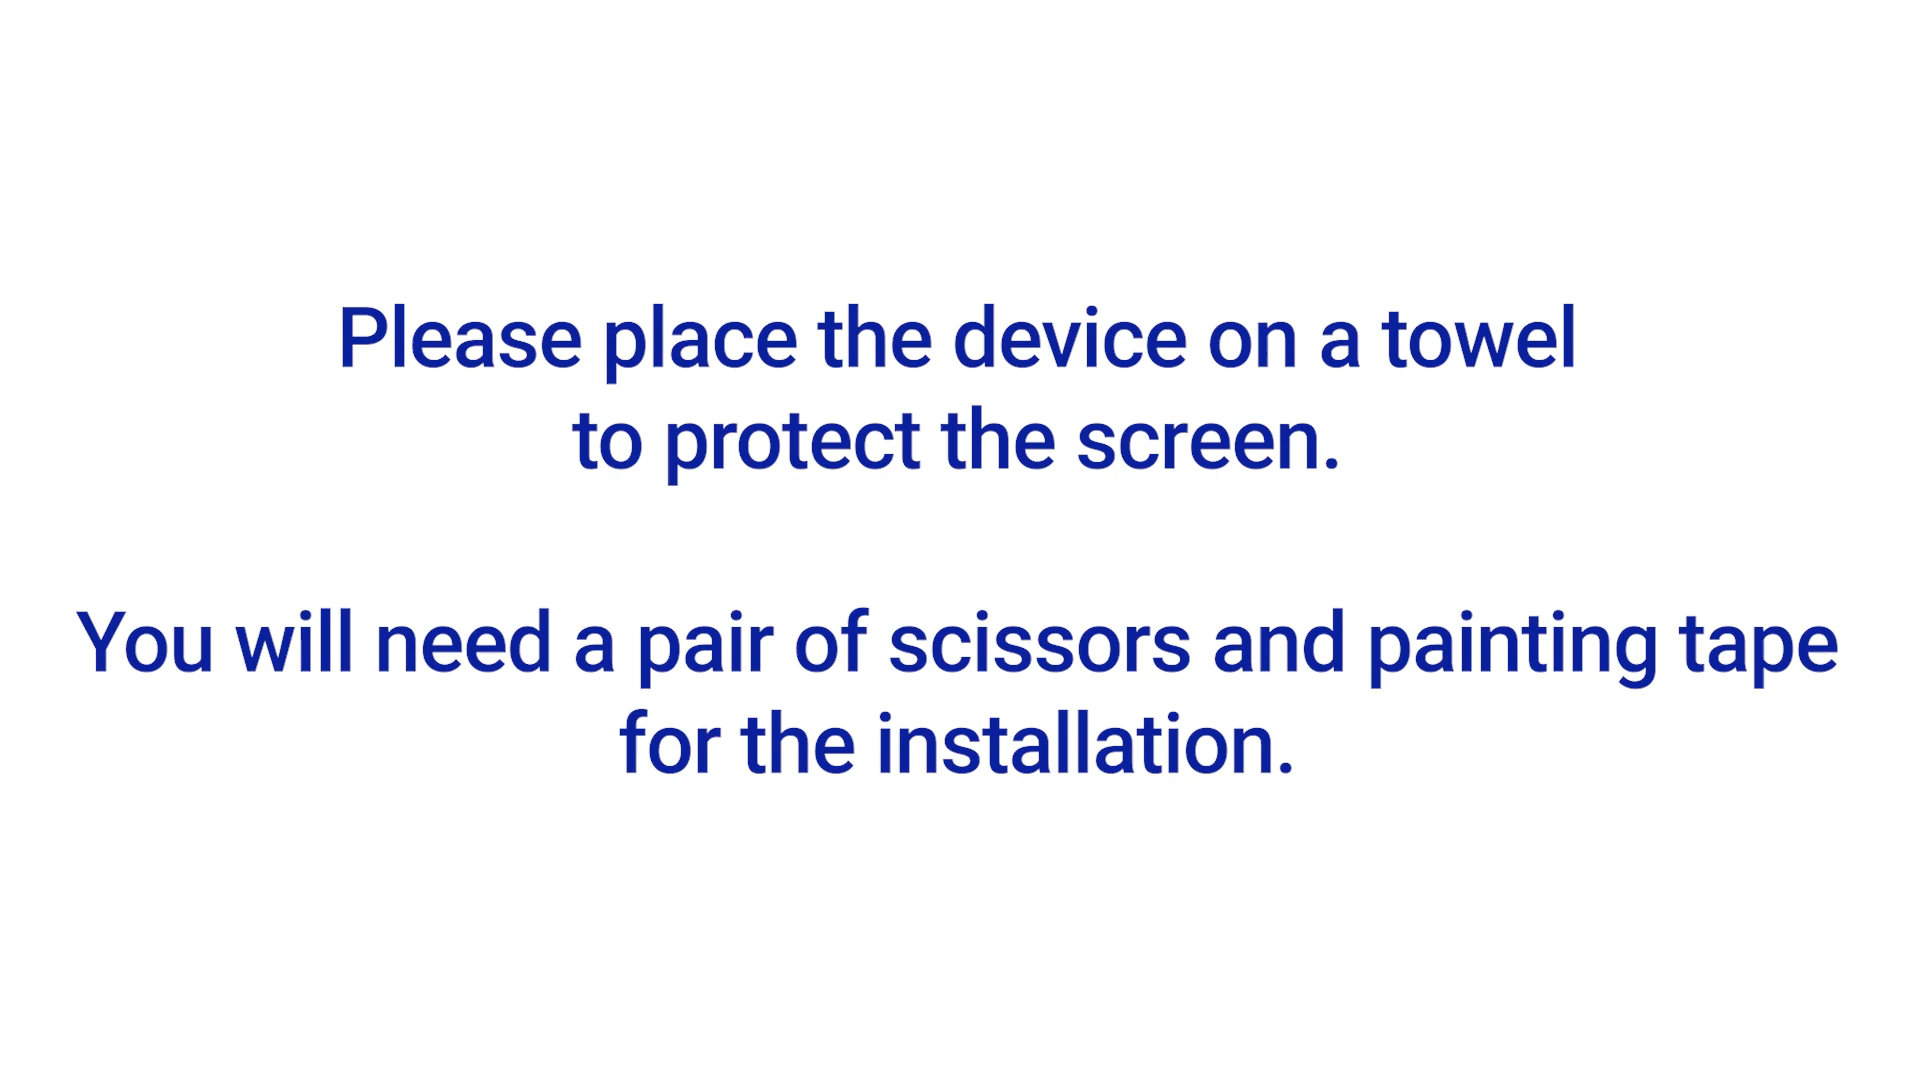 Please place the device on a towel
to protect the screen.
You will need a pair of scissors and painting tape
for the installation.